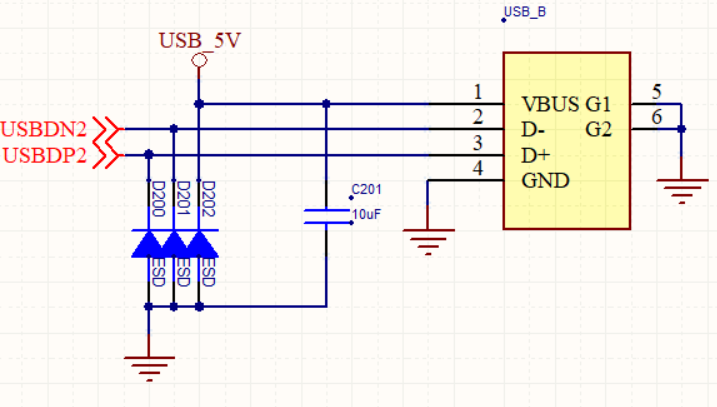 USB_B
USB_5V
1
VBUS G1
5
USBDN2
2
D-
G2
6
USBDP2
3
D+
4
GND
D200
D201
D202
C201
10uF
ESD
ESD
ESD